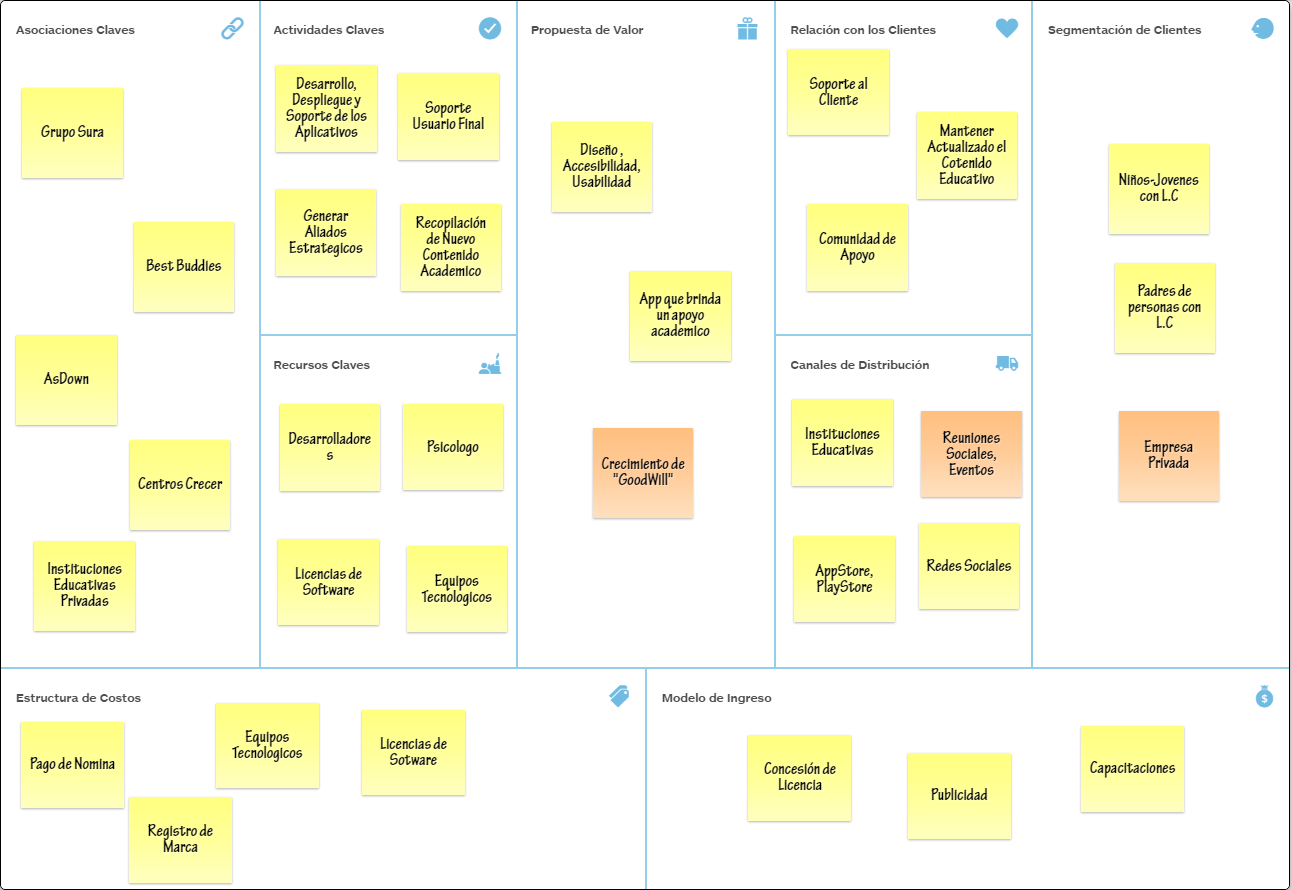 Asociaciones Claves
Grupo Sura
Best Buddies
AsDown
Centros Crecer
Instituciones
Educativas
Privadas
Actividades Claves
Desarrollo,
Despliegue y
Soporte de los
Aplicativos
Soporte
Usuario Final
Generar
Aliados
Estrategicos
Recopilación
de Nuevo
Contenido
Academico
Recursos Claves
Desarrolladore
s
Psicologo
Licencias de
Software
Equipos
Tecnologicos
Propuesta de Valor
Diseño ,
Accesibilidad,
Usabilidad
App que brinda
un apoyo
academico
Crecimiento de
"GoodWill"
Relación con los Clientes
Soporte al
Cliente
Mantener
Actualizado el
Cotenido
Educativo
Comunidad de
Apoyo
Canales de Distribución
Instituciones
Educativas
Reuniones
Sociales,
Eventos
AppStore,
PlayStore
Redes Sociales
Segmentación de Clientes
Niños-Jovenes
con L.C
Padres de
personas con
L.C
Empresa
Privada
Estructura de Costos
Pago de Nomina
Equipos
Tecnologicos
Licencias de
Sotware
Registro de
Marca
Modelo de Ingreso
Concesión de
Licencia
Publicidad
Capacitaciones
$